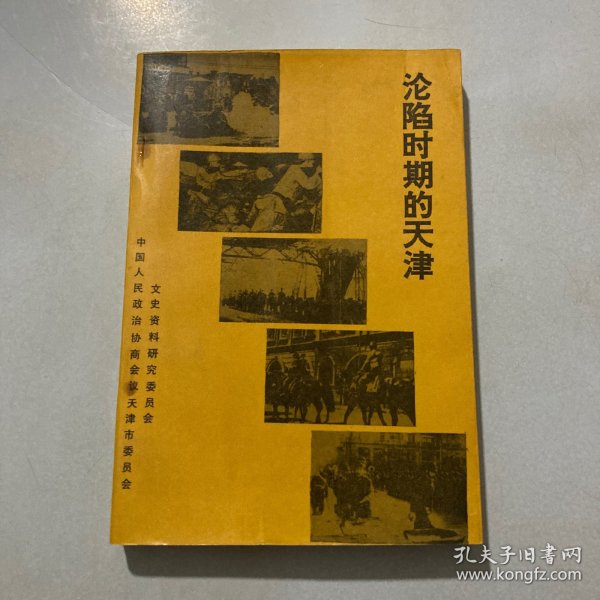 沦陷时期的天津
文史资料研究委员会
中国人民政治协商会议天津市委员会
孔夫子旧书网
www.kongfz.com